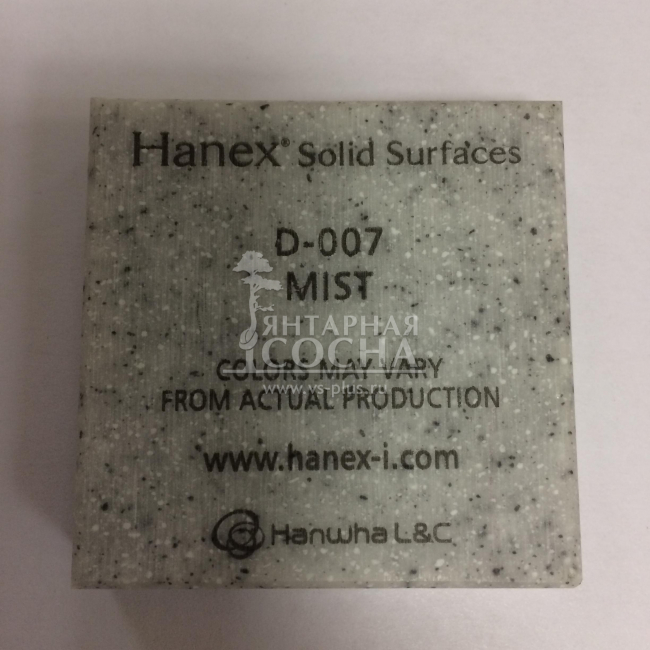 Hanex® Solid Surfaces
D-007
MIST
ЯНТАРНАЯ
СОСНА
COLORS MAY VARY
www.ys-plus.ru
FROM ACTUAL PRODUCTION
www.hanex-i.com
Hanwha L&C